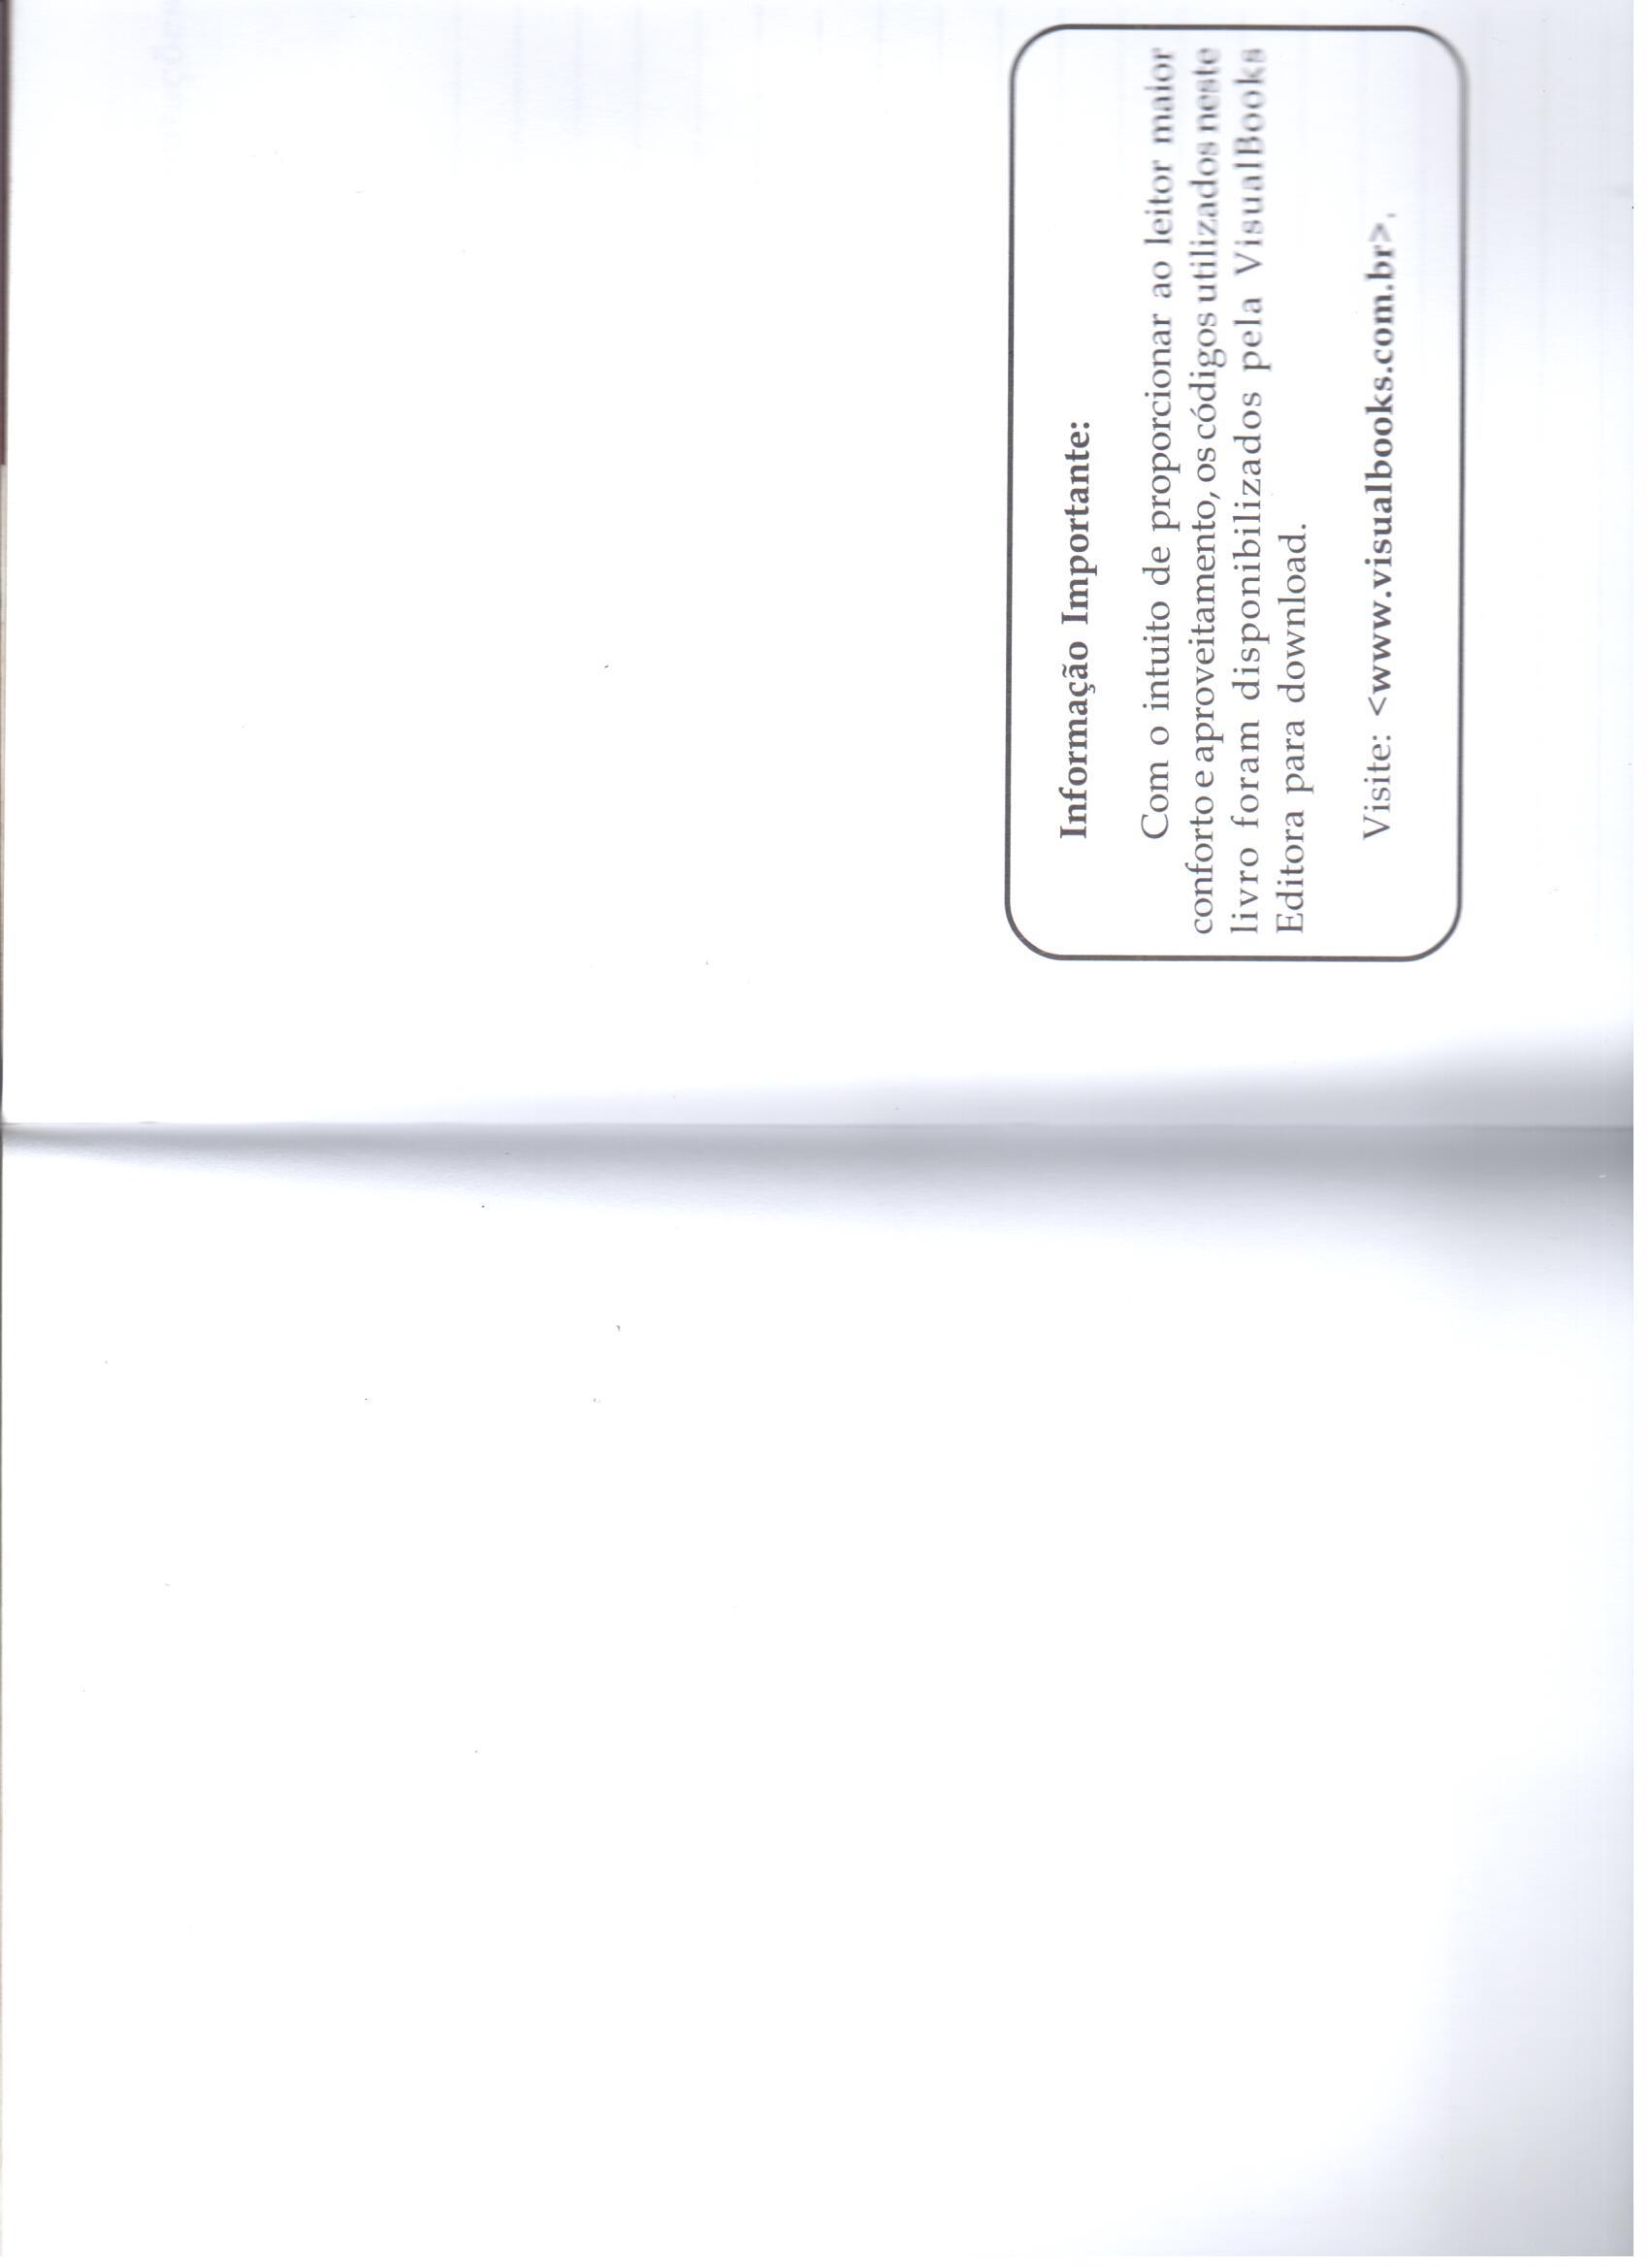 Informação Importante:
Com o intuito de proporcionar ao leitor maior
conforto e aproveitamento, os códigos utilizados neste
livro foram disponibilizados pela VisualBooks
Editora para download.
Visite: <www.visualbooks.com.br>.